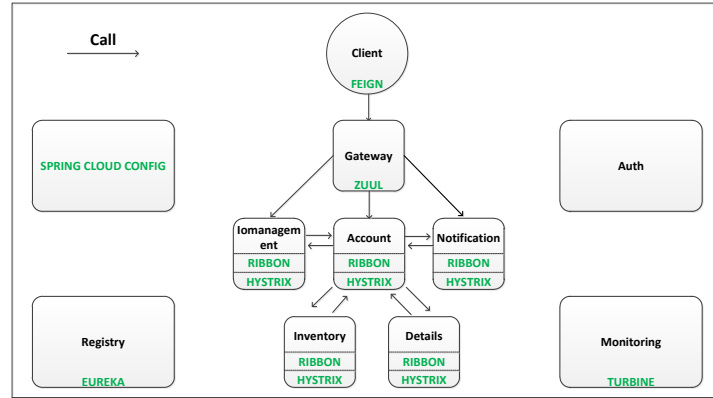 Call
Client
FEIGN
SPRING CLOUD CONFIG
Gateway
ZUUL
Auth
Iomanagem
ent
RIBBON
HYSTRIX
Account
RIBBON
HYSTRIX
Notification
RIBBON
HYSTRIX
Registry
EUREKA
Inventory
RIBBON
HYSTRIX
Details
RIBBON
HYSTRIX
Monitoring
TURBINE